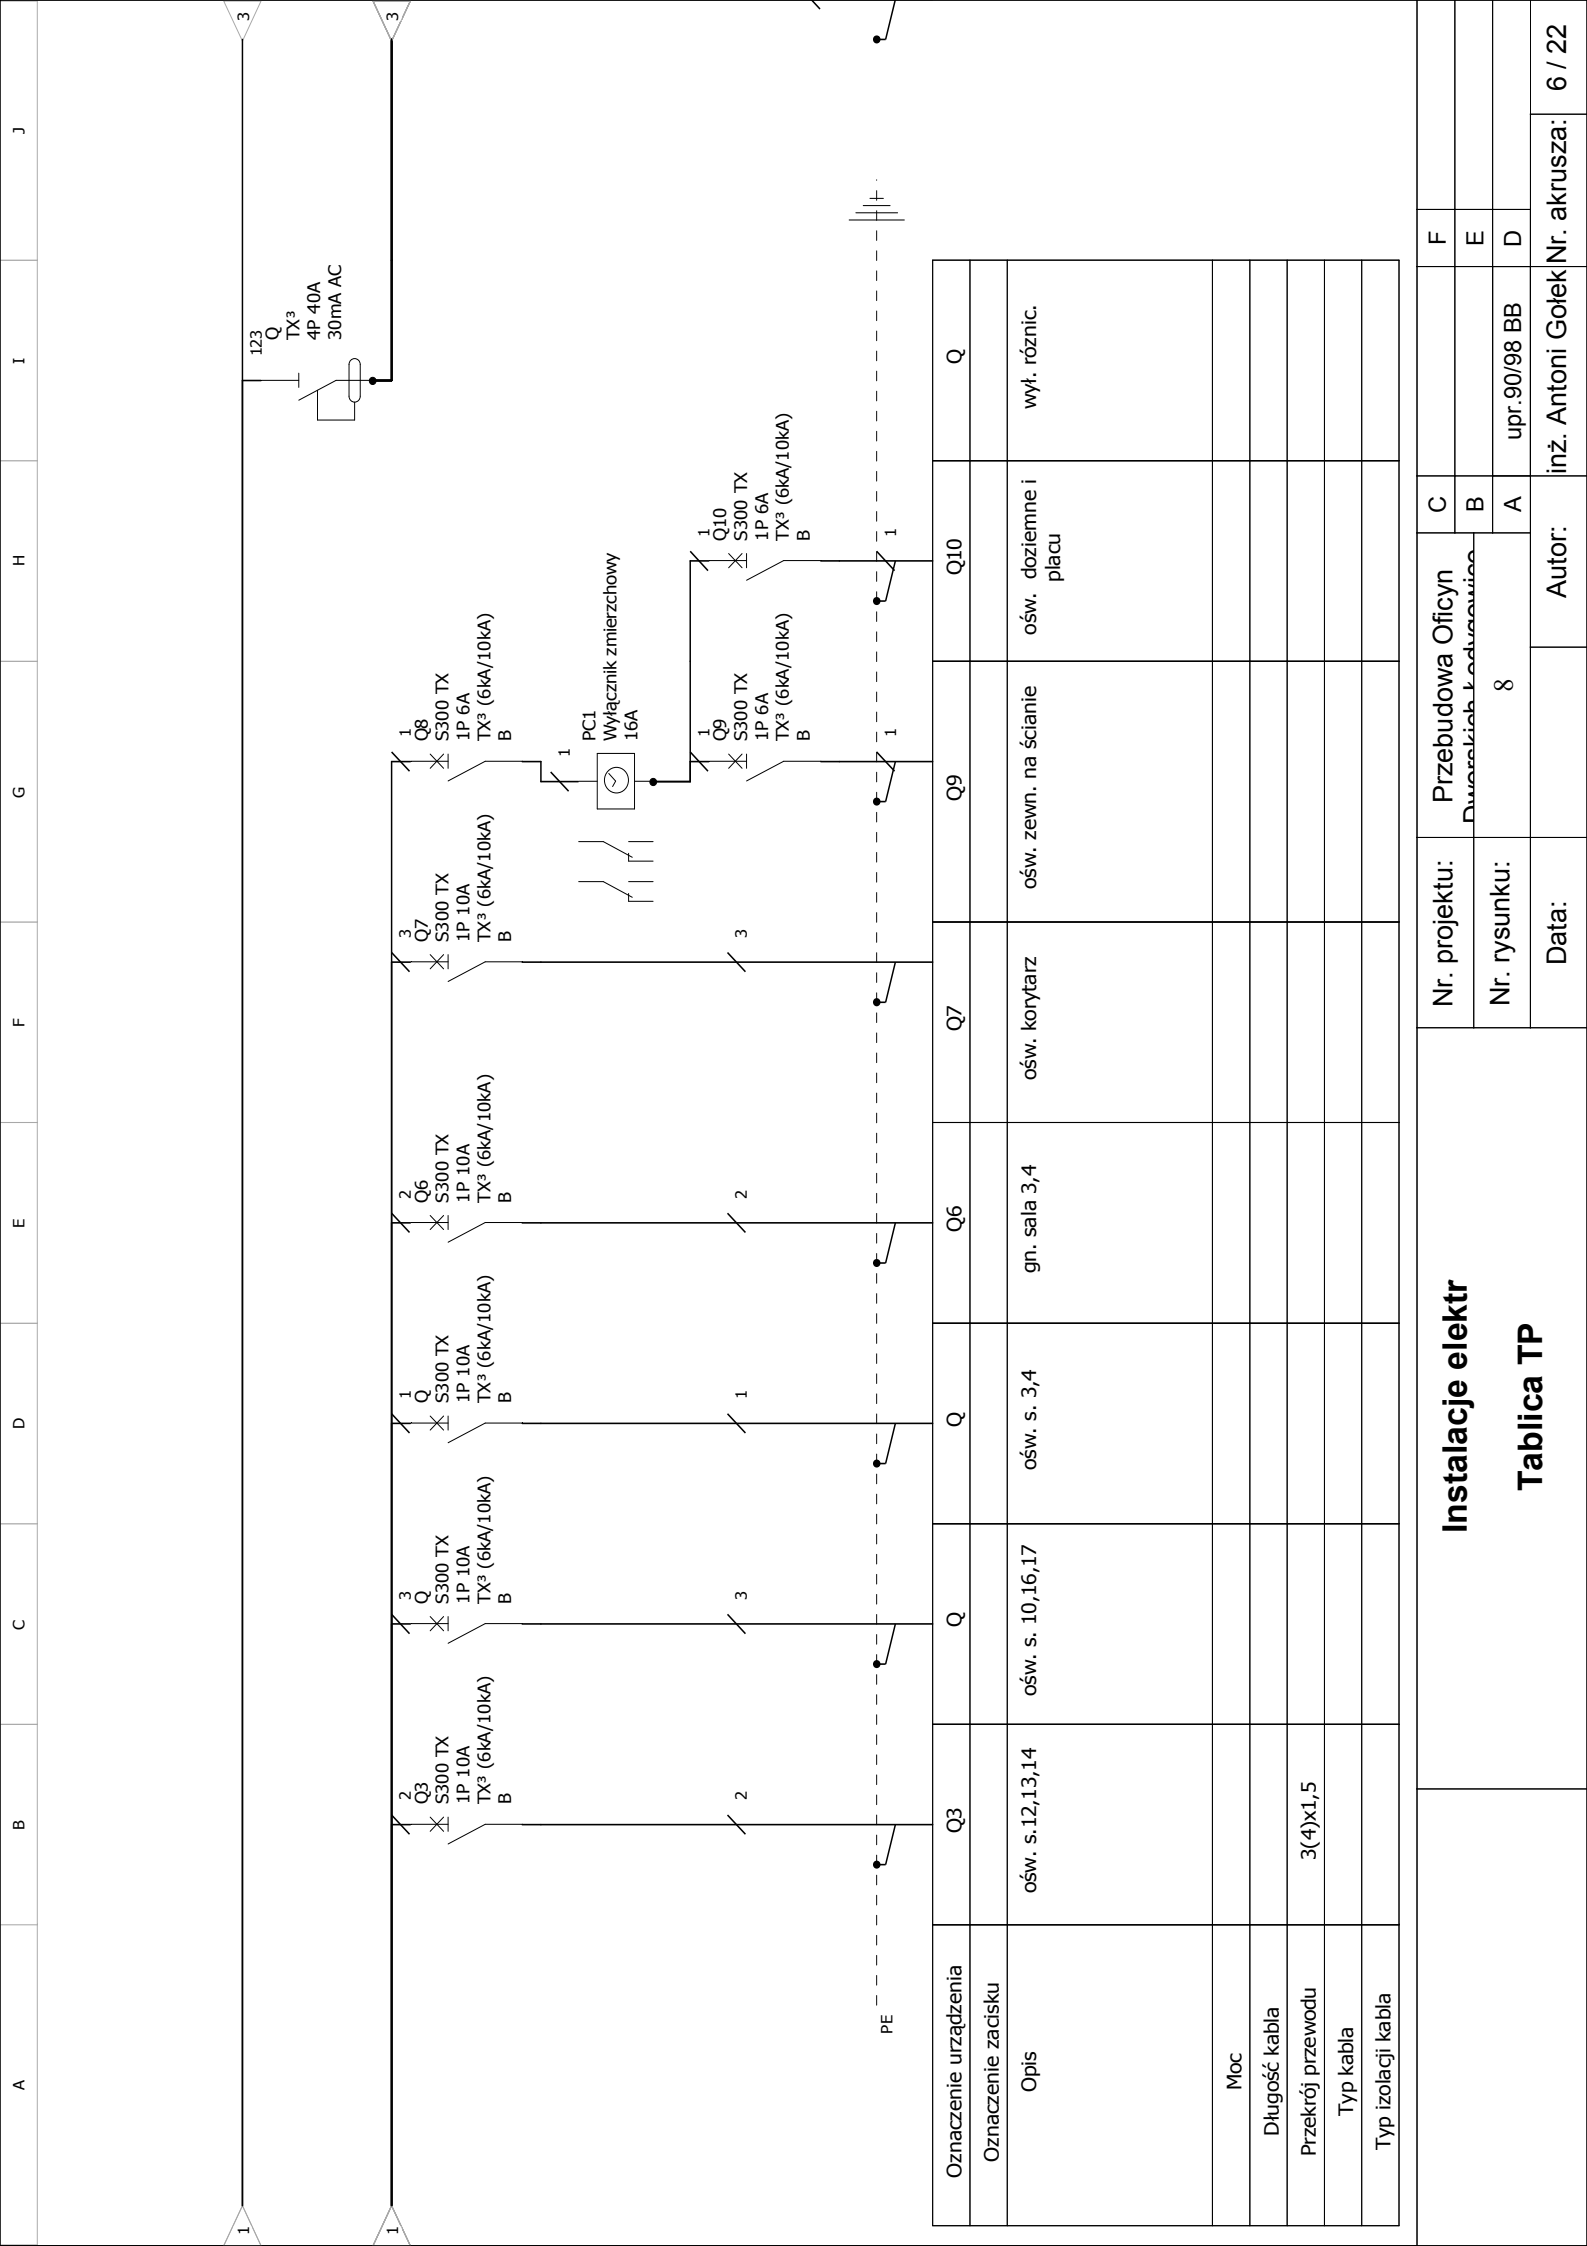 A
B
C
D
E
F
G
H
I
J
1
3
1
3
123
Q
TX³
4P 40A
30mA AC
2
Q3
S300 TX
1P 10A
TX³ (6kA/10kA)
B
3
Q
S300 TX
1P 10A
TX³ (6kA/10kA)
B
1
Q
S300 TX
1P 10A
TX³ (6kA/10kA)
B
2
Q6
S300 TX
1P 10A
TX³ (6kA/10kA)
B
3
Q7
S300 TX
1P 10A
TX³ (6kA/10kA)
B
1
Q8
S300 TX
1P 6A
TX³ (6kA/10kA)
B
1
PC1
Wyłącznik zmierzchowy
16A
1
Q9
S300 TX
1P 6A
TX³ (6kA/10kA)
B
1
Q10
S300 TX
1P 6A
TX³ (6kA/10kA)
B
2
3
1
2
3
1
1
PE
Oznaczenie urządzenia
Q3
Q
Q
Q6
Q7
Q9
Q10
Q
Oznaczenie zacisku
Opis
ośw. s.12,13,14
ośw. s. 10,16,17
ośw. s. 3,4
gn. sala 3,4
ośw. korytarz
ośw. zewn. na ścianie
ośw. doziemne i
placu
wył. róznic.
Moc
Długość kabla
Przekrój przewodu
3(4)x1,5
Typ kabla
Typ izolacji kabla
Instalacje elektr
Tablica TP
Nr. projektu:
Przebudowa Oficyn
Nr. rysunku:
8
Data:
C
B
A
upr.90/98 BB
F
E
D
Autor:
inż. Antoni Gołek
Nr. akrusza:
6 / 22